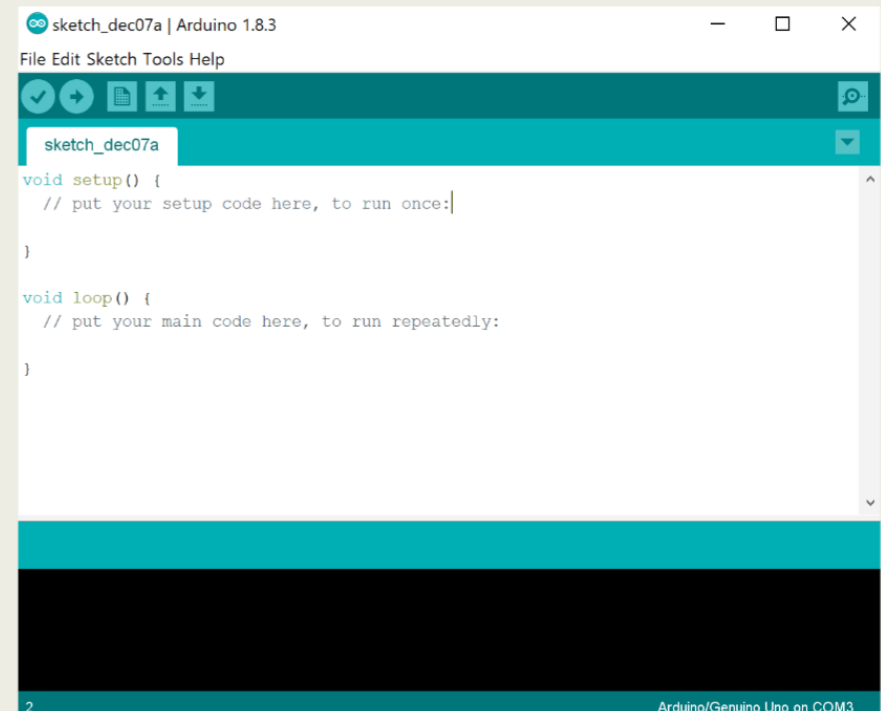 sketch_dec07a | Arduino 1.8.3
File Edit Sketch Tools Help
sketch_dec07a
void setup() {
  // put your setup code here, to run once:

}

void loop() {
  // put your main code here, to run repeatedly:

}
2
Arduino/Genuino Uno on COM3